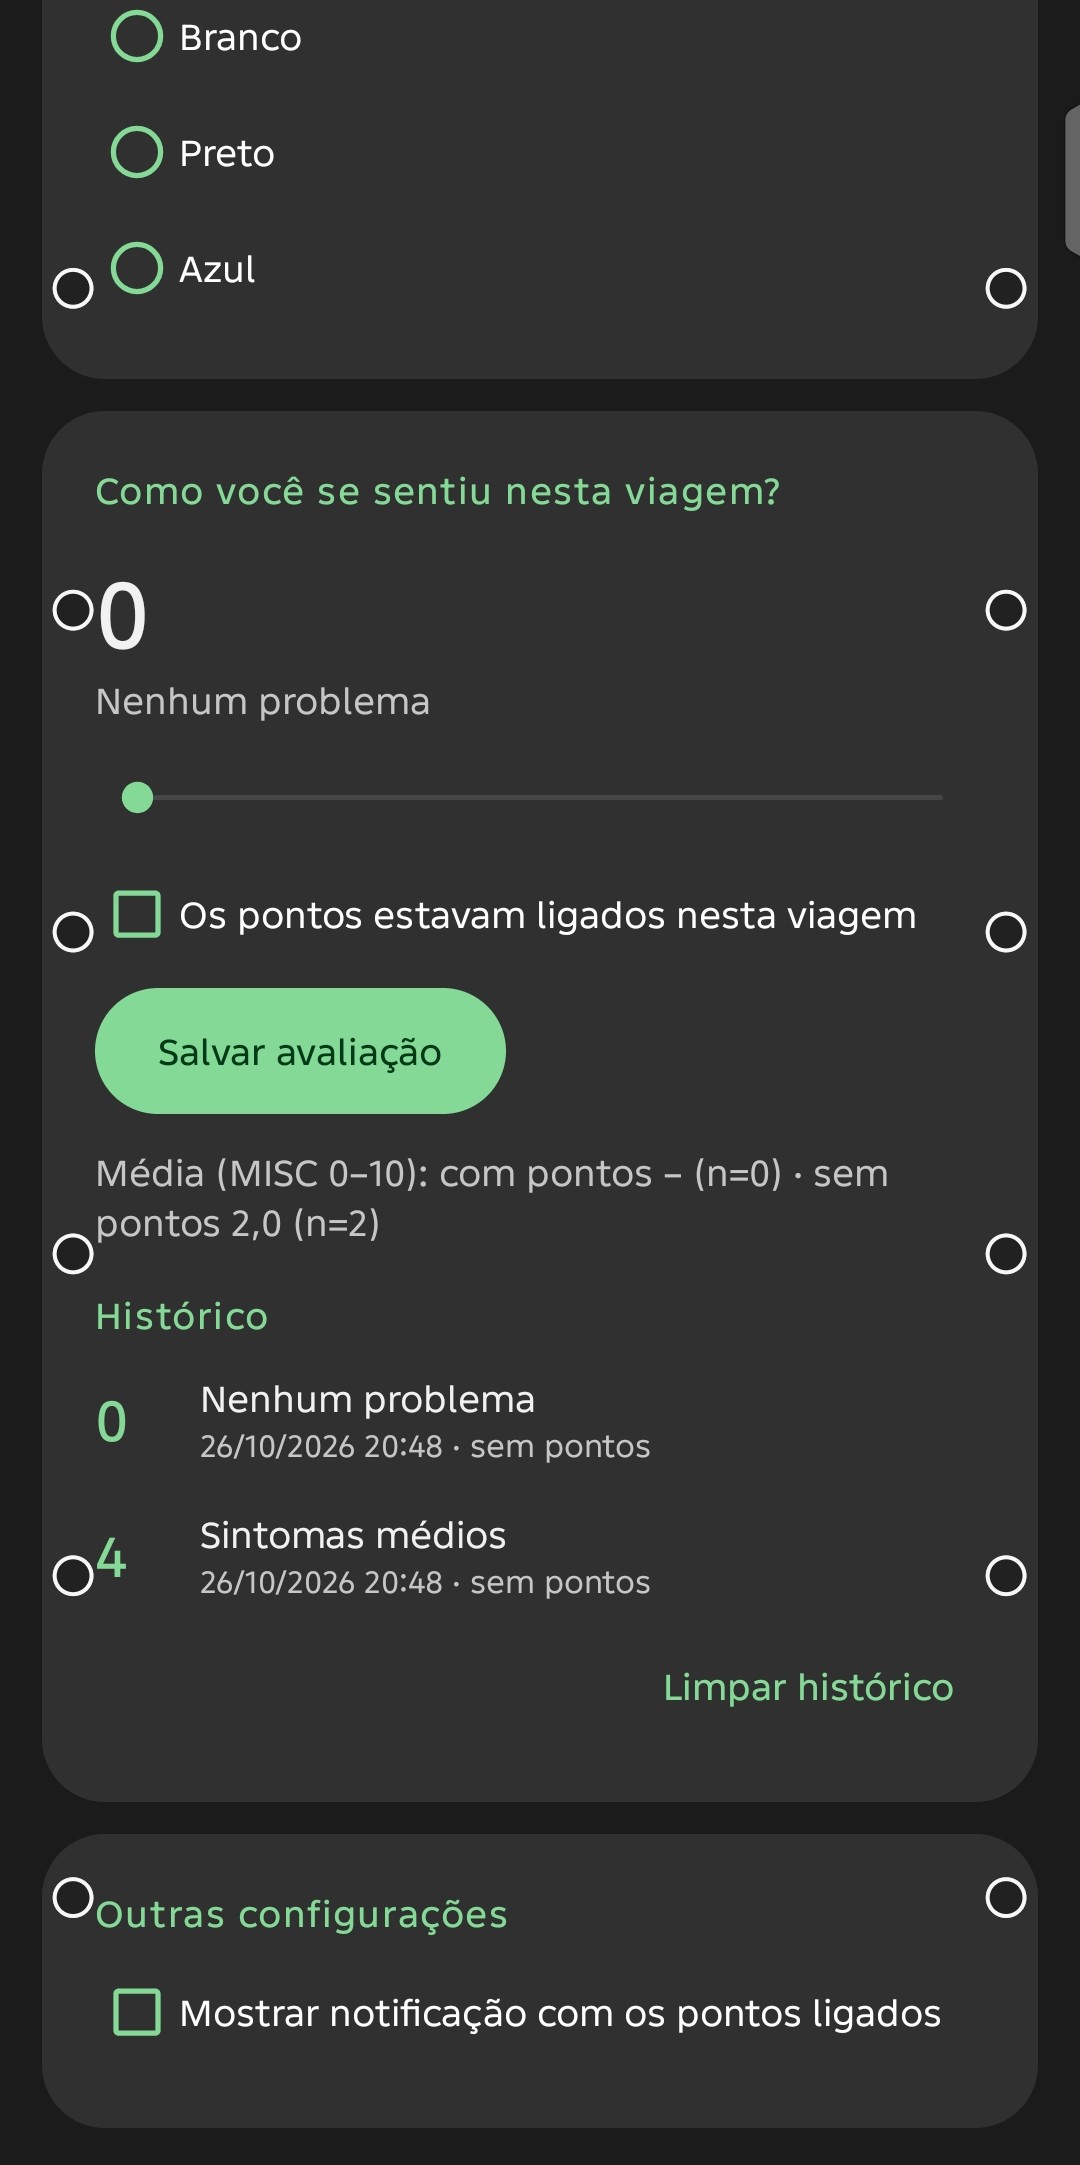 Branco
Preto
Azul
Como você se sentiu nesta viagem?
0
Nenhum problema
Os pontos estavam ligados nesta viagem
Salvar avaliação
Média (MISC 0–10): com pontos – (n=0) · sem
pontos 2,0 (n=2)
Histórico
0
Nenhum problema
26/10/2026 20:48 · sem pontos
4
Sintomas médios
26/10/2026 20:48 · sem pontos
Limpar histórico
Outras configurações
Mostrar notificação com os pontos ligados